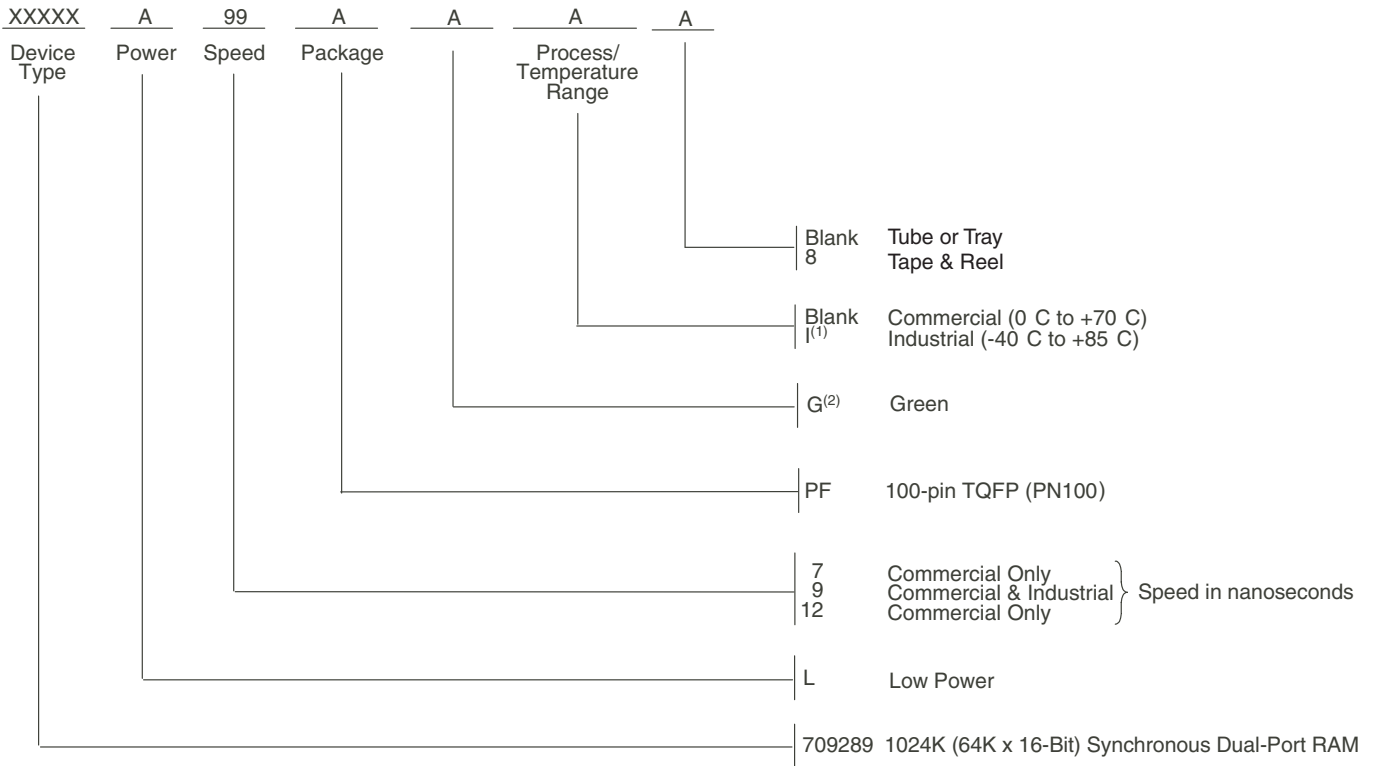 XXXXX A 99 A A A A
Device Type Power Speed Package Process/ Temperature Range
Blank Tube or Tray
8 Tape & Reel
Blank Commercial (0 C to +70 C)
I(1) Industrial (-40 C to +85 C)
G(2) Green
PF 100-pin TQFP (PN100)
7 Commercial Only
9 Commercial & Industrial Speed in nanoseconds
12 Commercial Only
L Low Power
709289 1024K (64K x 16-Bit) Synchronous Dual-Port RAM